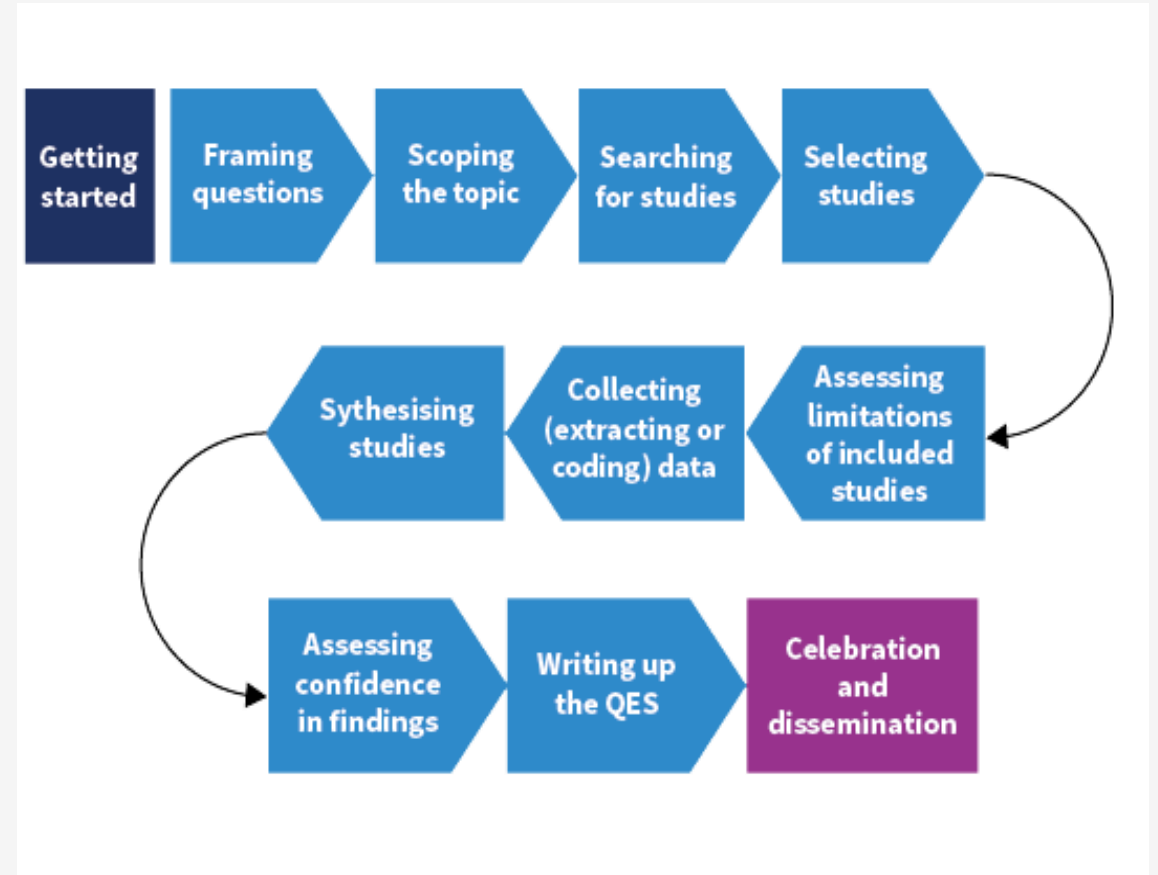 Getting
started
Framing
questions
Scoping
the topic
Searching
for studies
Selecting
studies
Assessing
limitations
of included
studies
Collecting
(extracting or
coding) data
Sythesising
studies
Assessing
confidence
in findings
Writing up
the QES
Celebration
and
dissemination